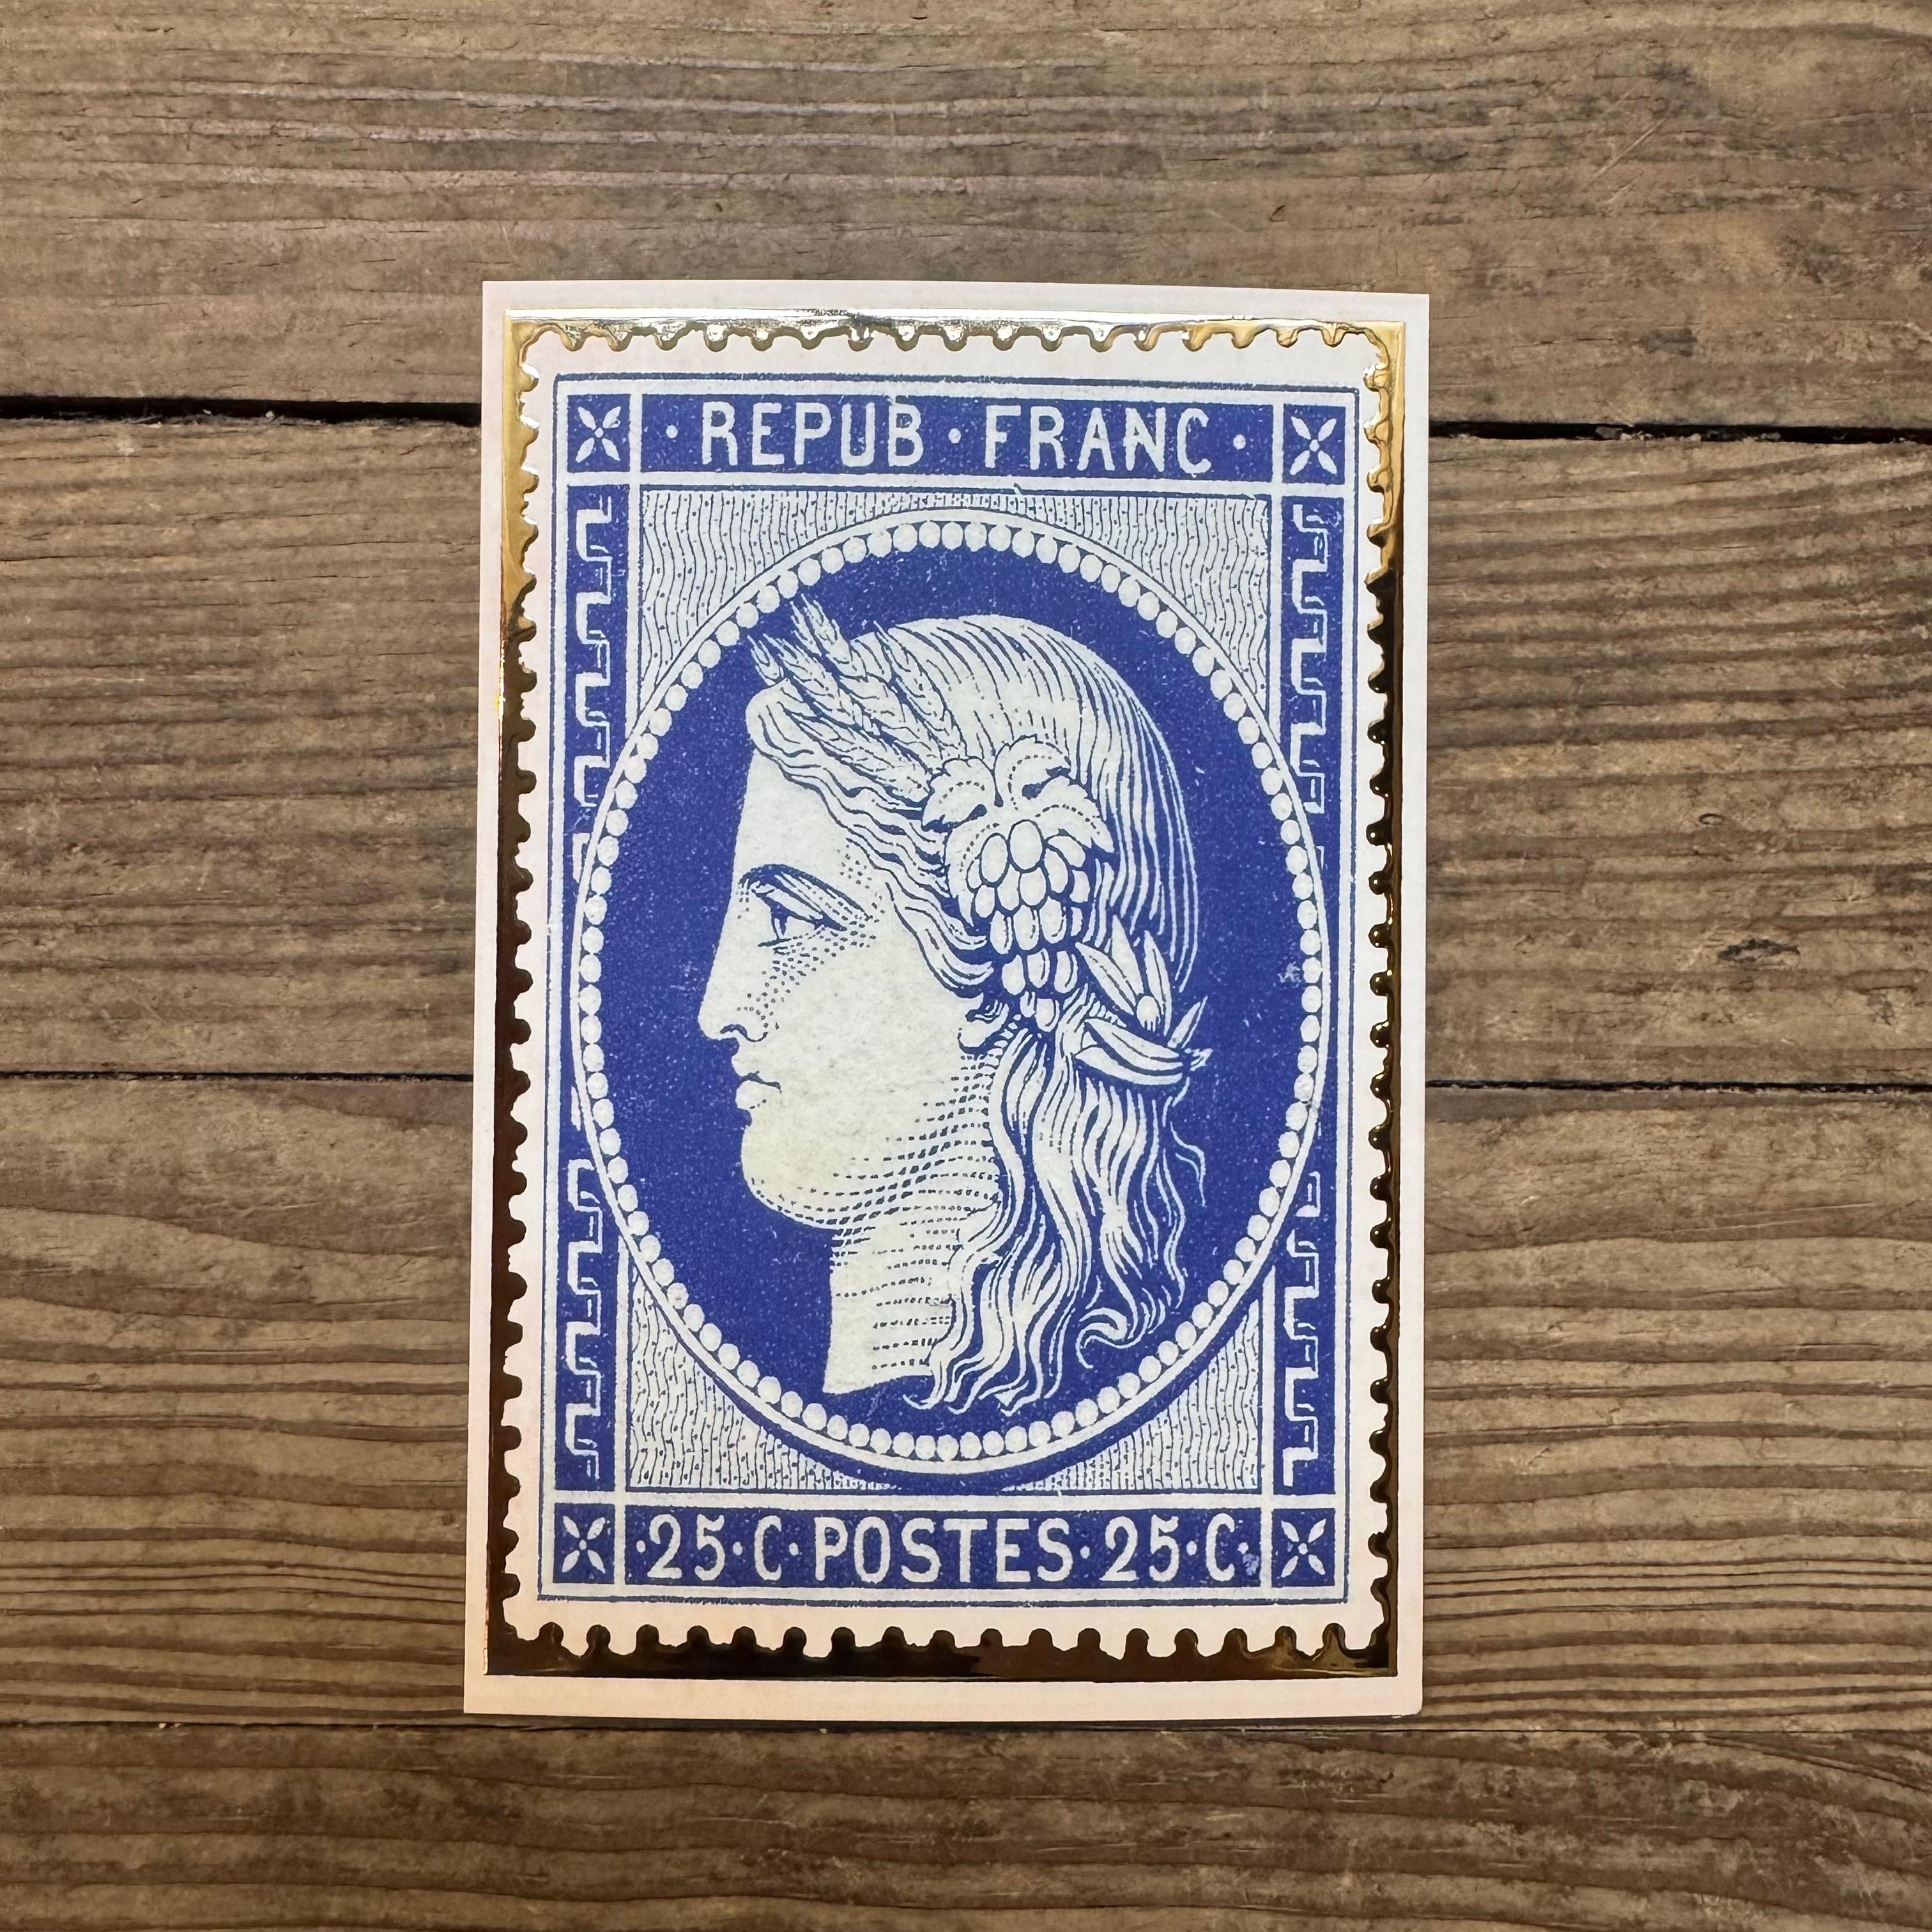 · REPUB · FRANC ·
· 25 · C · POSTES · 25 · C ·